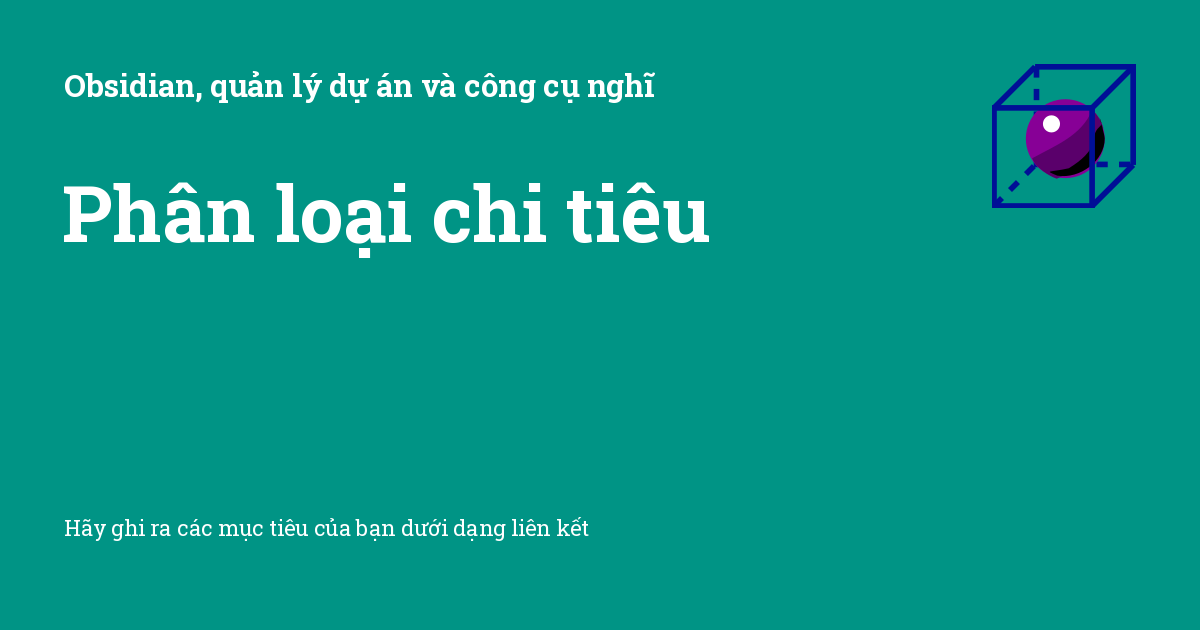 Obsidian, quản lý dự án và công cụ nghĩ
Phân loại chi tiêu
Hãy ghi ra các mục tiêu của bạn dưới dạng liên kết